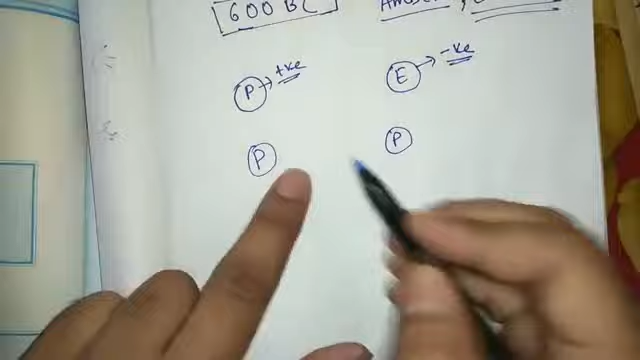 600 BC
P → +ve
E → -ve
P
P